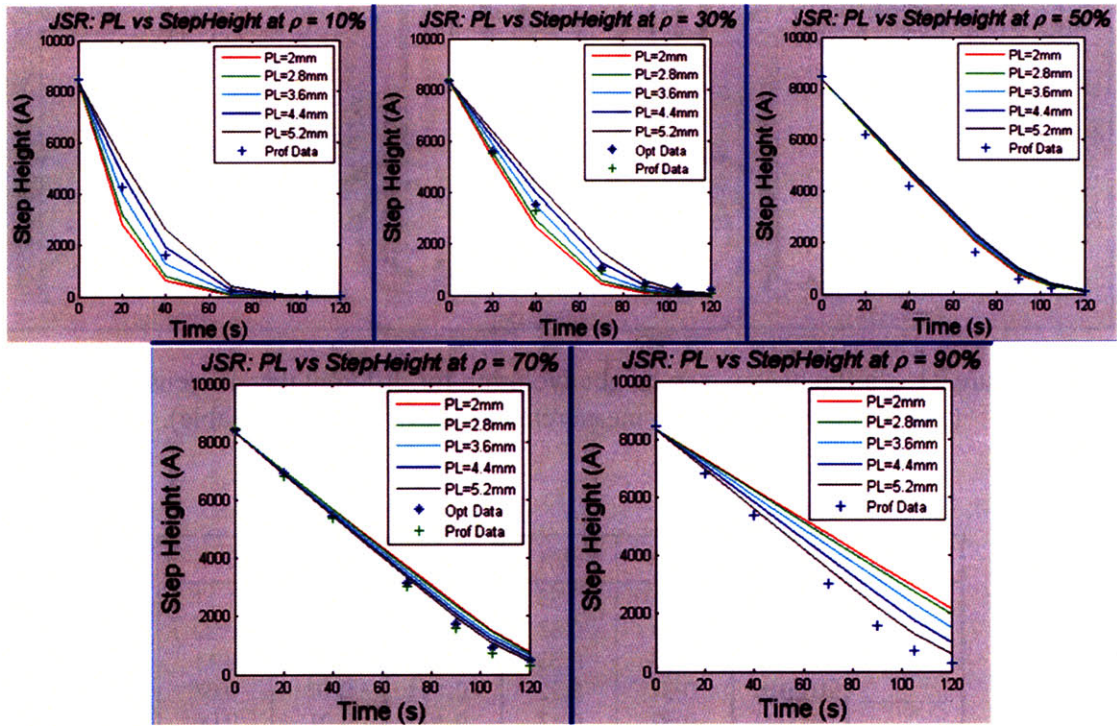 JSR: PL vs StepHeight at ρ = 10%
Step Height (A)
10000
8000
6000
4000
2000
0
PL=2mm
PL=2.8mm
PL=3.6mm
PL=4.4mm
PL=5.2mm
Prof Data
0 20 40 60 80 100 120
Time (s)
JSR: PL vs StepHeight at ρ = 30%
Step Height (A)
10000
8000
6000
4000
2000
0
PL=2mm
PL=2.8mm
PL=3.6mm
PL=4.4mm
PL=5.2mm
Opt Data
Prof Data
0 20 40 60 80 100 120
Time (s)
JSR: PL vs StepHeight at ρ = 50%
Step Height (A)
10000
8000
6000
4000
2000
0
PL=2mm
PL=2.8mm
PL=3.6mm
PL=4.4mm
PL=5.2mm
Prof Data
0 20 40 60 80 100 120
Time (s)
JSR: PL vs StepHeight at ρ = 70%
Step Height (A)
10000
8000
6000
4000
2000
0
PL=2mm
PL=2.8mm
PL=3.6mm
PL=4.4mm
PL=5.2mm
Opt Data
Prof Data
0 20 40 60 80 100 120
Time (s)
JSR: PL vs StepHeight at ρ = 90%
Step Height (A)
10000
8000
6000
4000
2000
0
PL=2mm
PL=2.8mm
PL=3.6mm
PL=4.4mm
PL=5.2mm
Prof Data
0 20 40 60 80 100 120
Time (s)